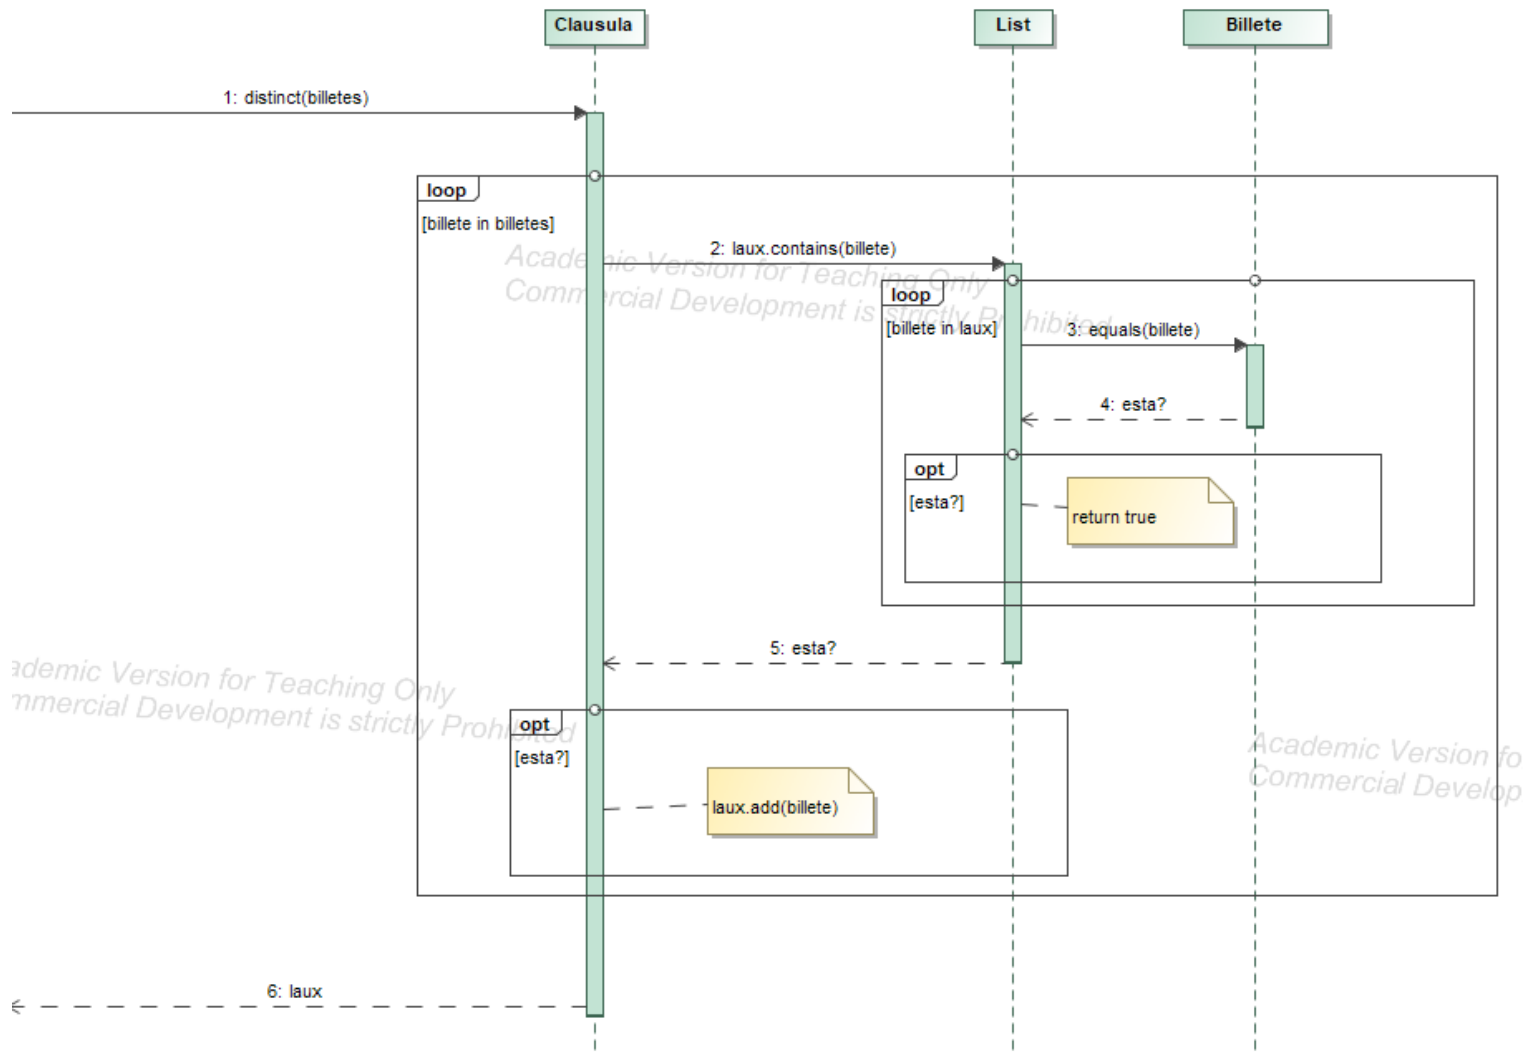 Clausula
List
Billete
1: distinct(billetes)
loop
[billete in billetes]
2: laux.contains(billete)
Academic Version for Teaching Only
Commercial Development is strictly Prohibited
loop
[billete in laux]
3: equals(billete)
4: esta?
opt
[esta?]
return true
5: esta?
ademic Version for Teaching Only
mmercial Development is strictly Prohibited
opt
[esta?]
laux.add(billete)
Academic Version fo
Commercial Develop
6: laux